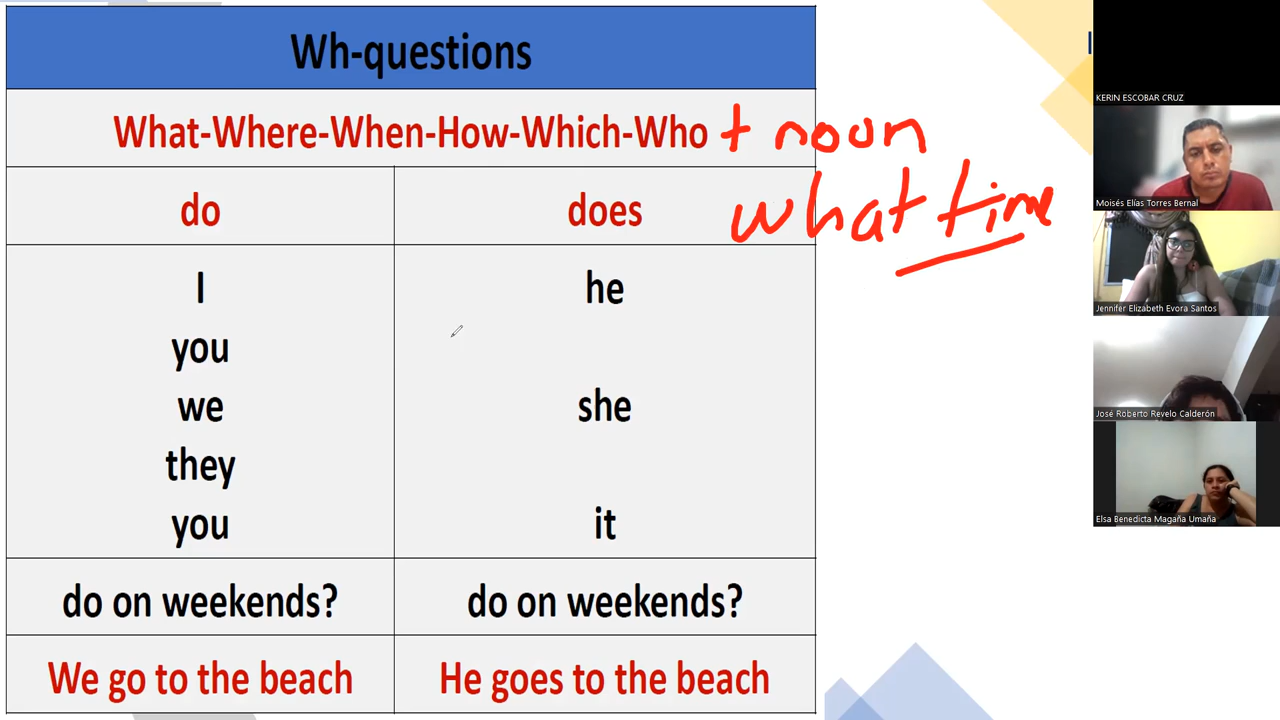 Wh-questions
What-Where-When-How-Which-Who + noun
do does what time
I he
you
we she
they
you it
do on weekends? do on weekends?
We go to the beach He goes to the beach
KERIN ESCOBAR CRUZ
Moisés Elías Torres Bernal
Jennifer Elizabeth Evora Santos
José Roberto Revelo Calderón
Elsa Benedicta Magaña Umaña